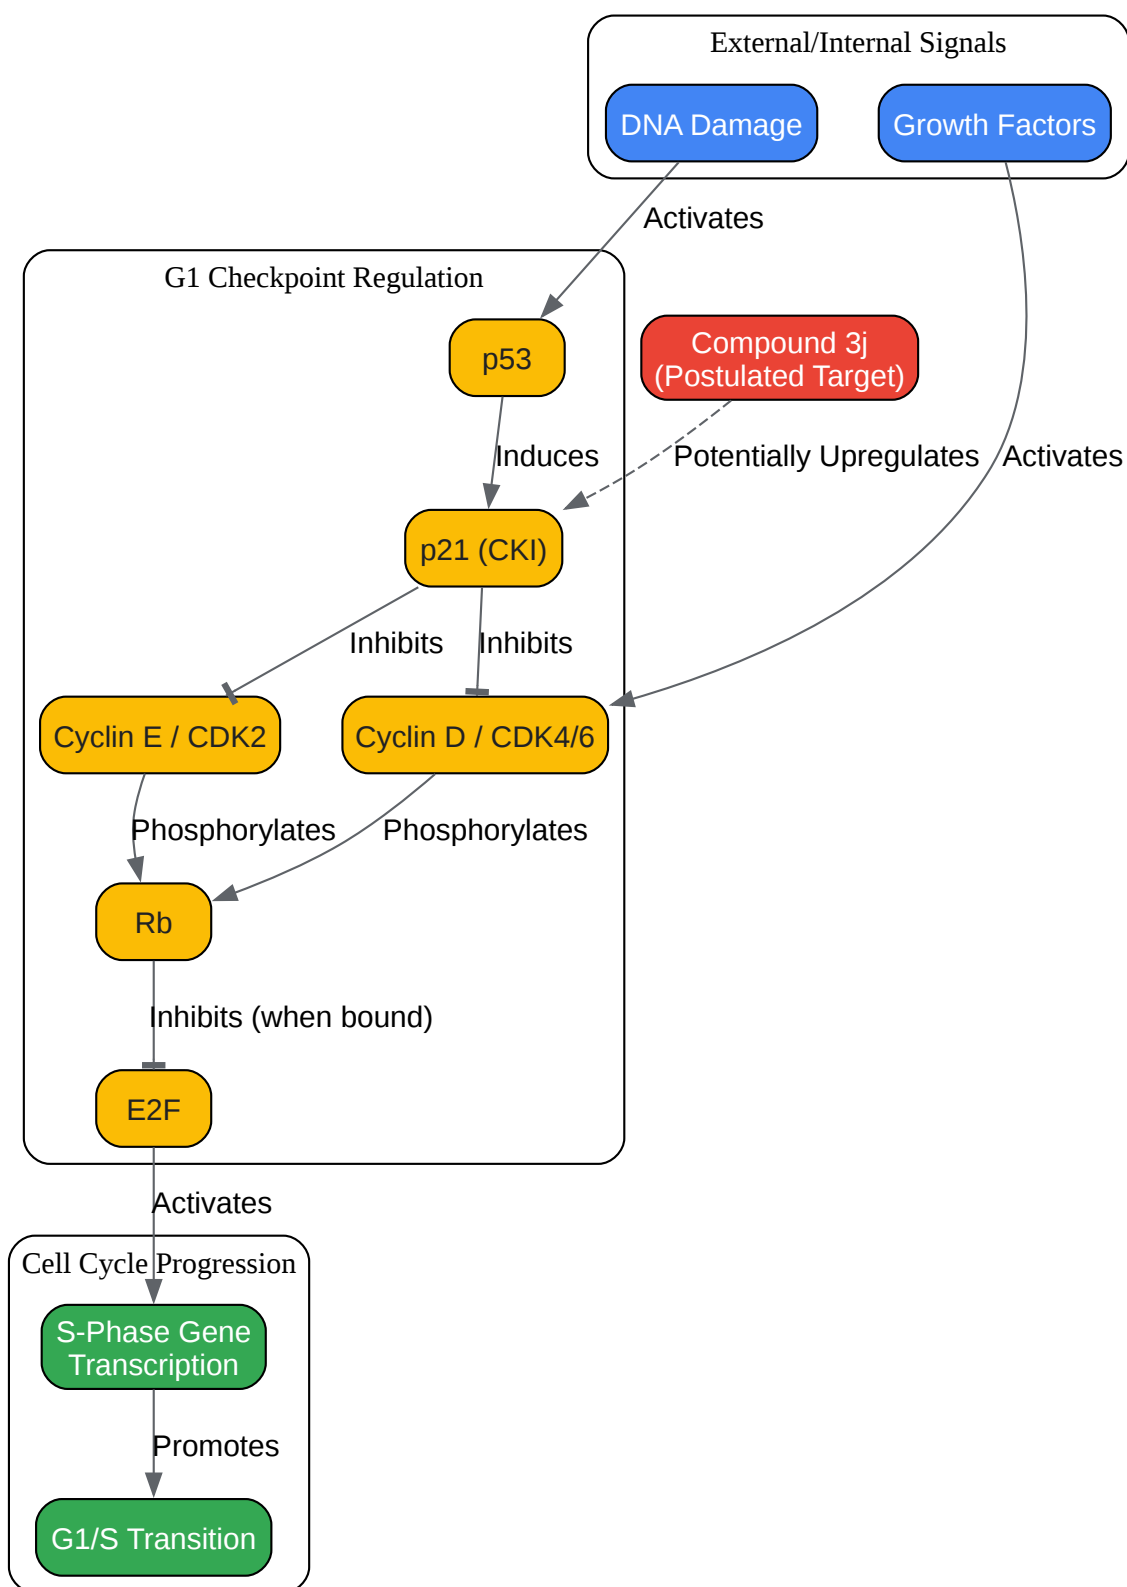 External/Internal Signals
DNA Damage
Growth Factors
Activates
G1 Checkpoint Regulation
p53
Compound 3j
(Postulated Target)
Induces
Potentially Upregulates
Activates
p21 (CKI)
Inhibits
Inhibits
Cyclin E / CDK2
Cyclin D / CDK4/6
Phosphorylates
Phosphorylates
Rb
Inhibits (when bound)
E2F
Activates
Cell Cycle Progression
S-Phase Gene
Transcription
Promotes
G1/S Transition